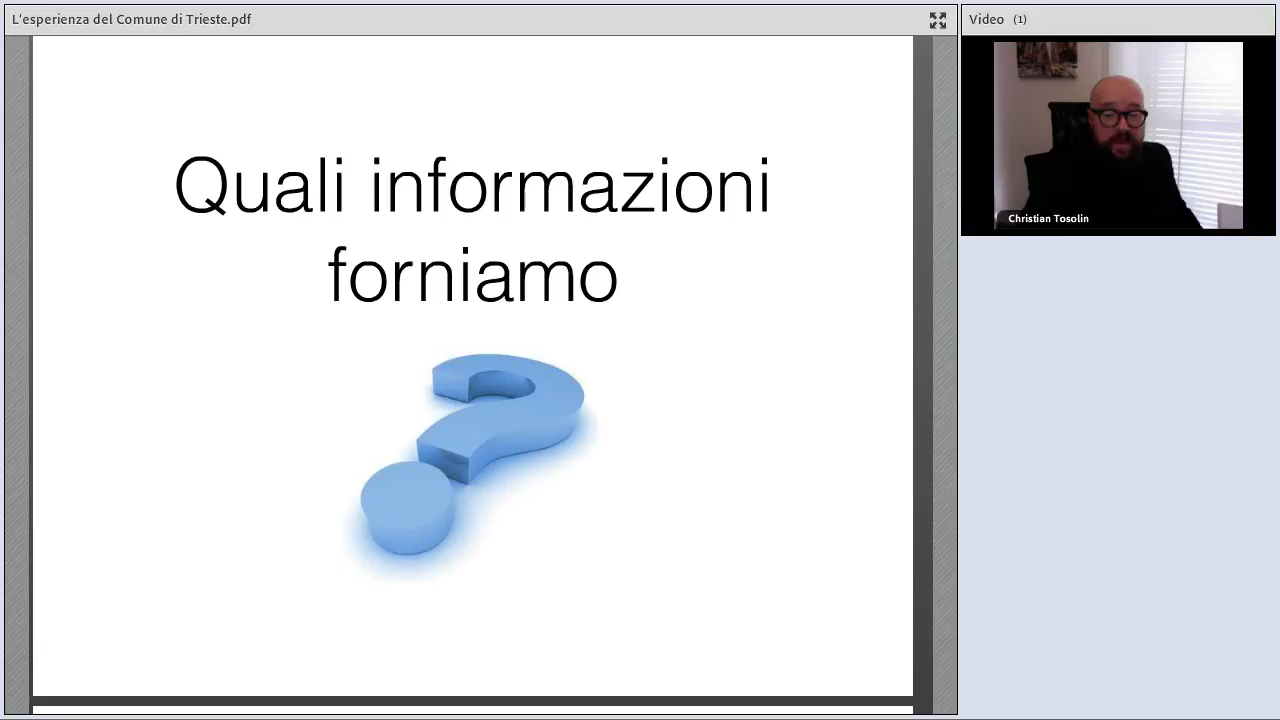 L'esperienza del Comune di Trieste.pdf
Video (1)
Quali informazioni
forniamo
?
Christian Tosolin